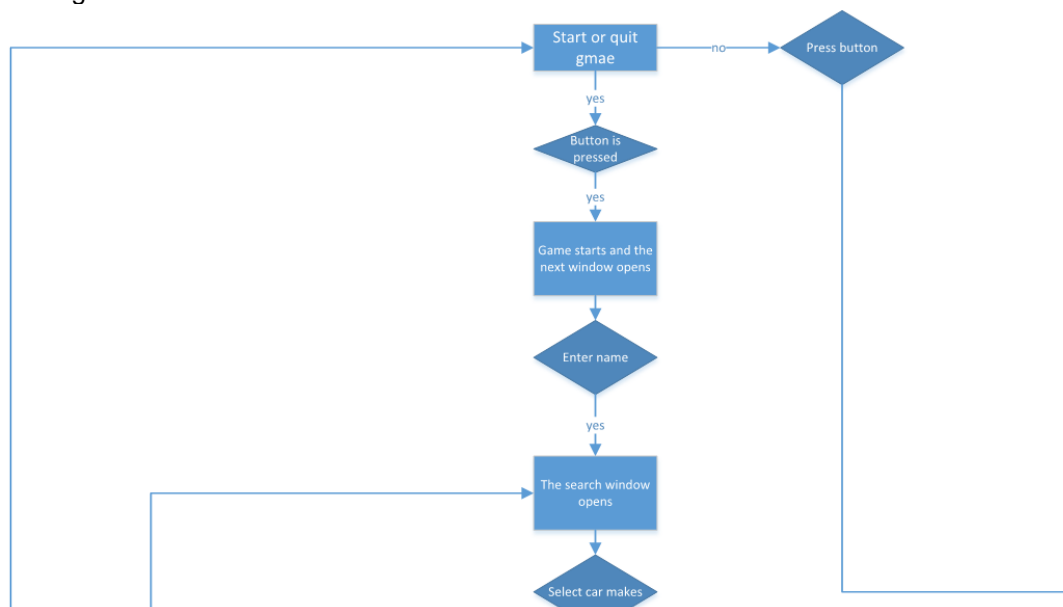 Start or quit
gmae
no
Press button
yes
Button is
pressed
yes
Game starts and the
next window opens
Enter name
yes
The search window
opens
Select car makes